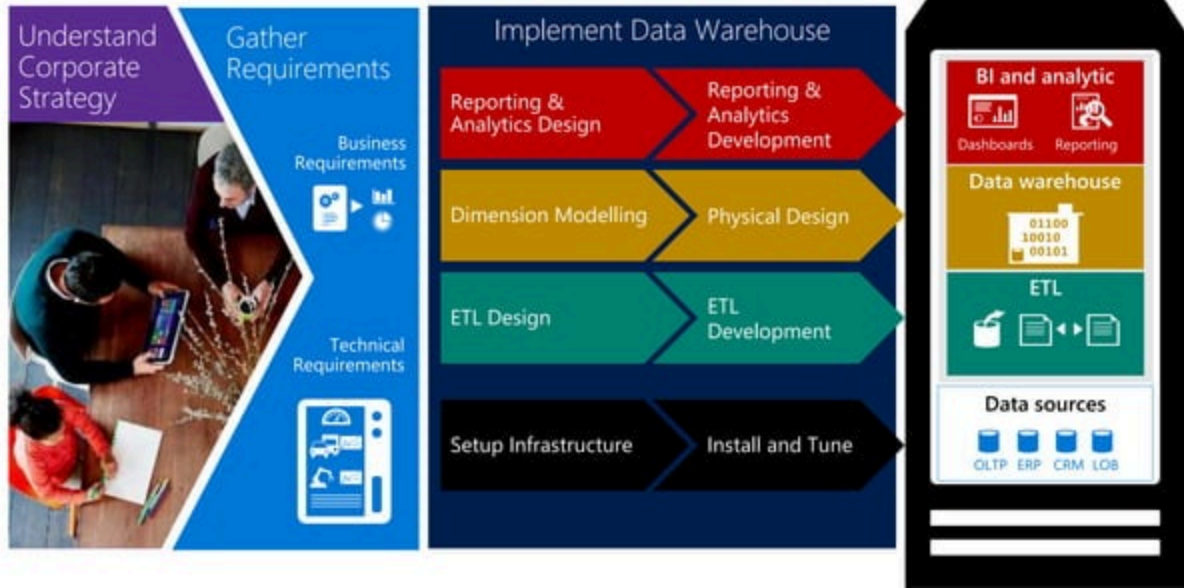 Understand
Corporate
Strategy
Gather
Requirements
Business
Requirements
Technical
Requirements
Implement Data Warehouse
Reporting &
Analytics Design
Reporting &
Analytics
Development
Dimension Modelling
Physical Design
ETL Design
ETL
Development
Setup Infrastructure
Install and Tune
BI and analytic
Dashboards Reporting
Data warehouse
01100
10010
00101
ETL
Data sources
OLTP ERP CRM LOB